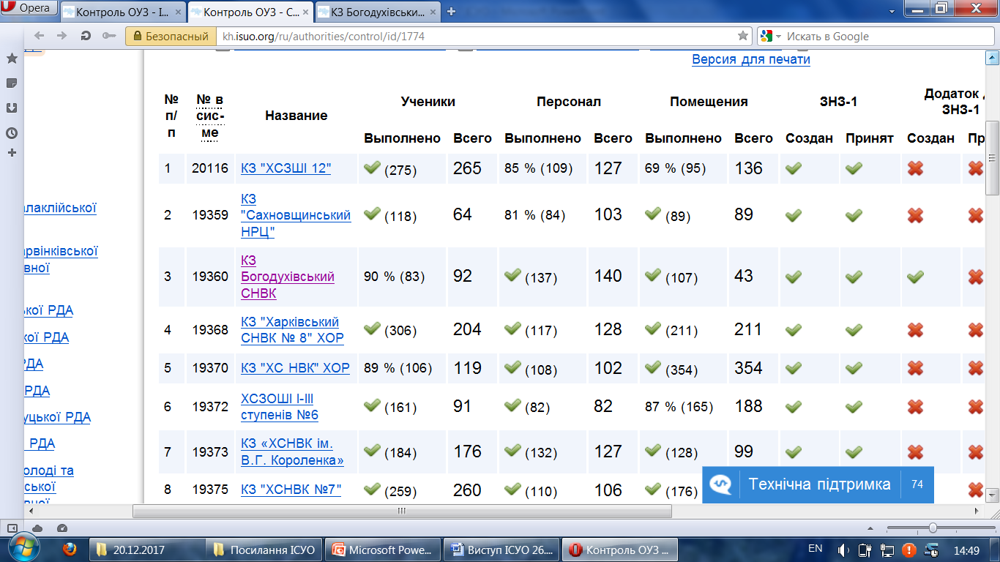 Opera
Контроль ОУЗ - І...
Контроль ОУЗ - С...
КЗ Богодухівськи...
Безопасный
kh.isuo.org/ru/authorities/control/id/1774
Искать в Google
Версия для печати
№ п/п
№ в сис-ме
Название
Ученики
Персонал
Помещения
ЗНЗ-1
Додаток
ЗНЗ-1
Выполнено Всего Выполнено Всего Выполнено Всего Создан Принят Создан Пр
1 20116 КЗ "ХСЗШІ 12" (275) 265 85 % (109) 127 69 % (95) 136
2 19359 КЗ "Сахновщинський НРЦ" (118) 64 81 % (84) 103 (89) 89
3 19360 КЗ Богодухівський СНВК 90 % (83) 92 (137) 140 (107) 43
4 19368 КЗ "Харківський СНВК № 8" ХОР (306) 204 (117) 128 (211) 211
5 19370 КЗ "ХС НВК" ХОР 89 % (106) 119 (108) 102 (354) 354
6 19372 ХСЗОШІ І-ІІІ ступенів №6 (161) 91 (82) 82 87 % (165) 188
7 19373 КЗ «ХСНВК ім. В.Г. Короленка» (184) 176 (132) 127 (128) 99
8 19375 КЗ "ХСНВК №7" (259) 260 (110) 106 (176)
алаклійської
арвінківської
вної
ької РДА
кої РДА
РДА
РДА
уцької РДА
РДА
олоді та
ської
Технічна підтримка 74
20.12.2017
Посилання ІСУО
Microsoft Powe...
Виступ ІСУО 26....
Контроль ОУЗ ...
EN
14:49